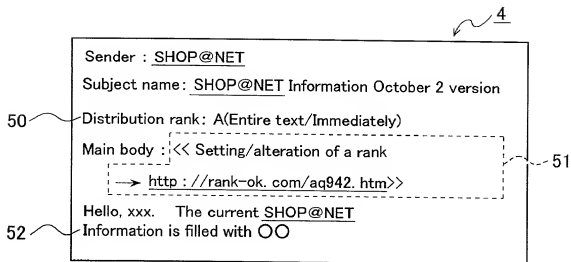 4
Sender : SHOP@NET
Subject name: SHOP@NET Information October 2 version
50 Distribution rank: A(Entire text/Immediately)
Main body : << Setting/alteration of a rank
51
→ http : //rank-ok. com/aq942. htm>>
Hello, xxx. The current SHOP@NET
52 Information is filled with ○○